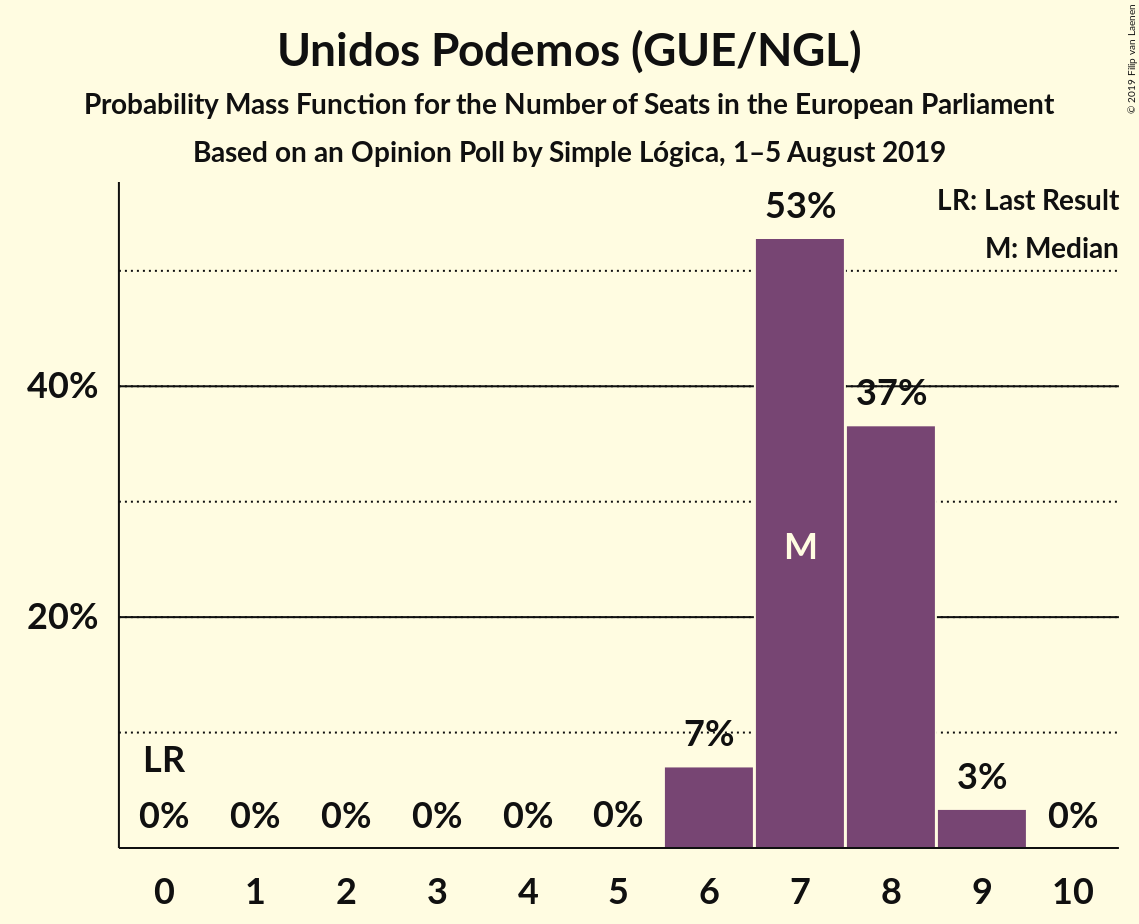 Unidos Podemos (GUE/NGL)
Probability Mass Function for the Number of Seats in the European Parliament
Based on an Opinion Poll by Simple Lógica, 1–5 August 2019
© 2019 Filip van Laenen
LR: Last Result
M: Median
53%
40%
37%
M
20%
7%
LR
3%
0% 0% 0% 0% 0% 0% 0%
0 1 2 3 4 5 6 7 8 9 10